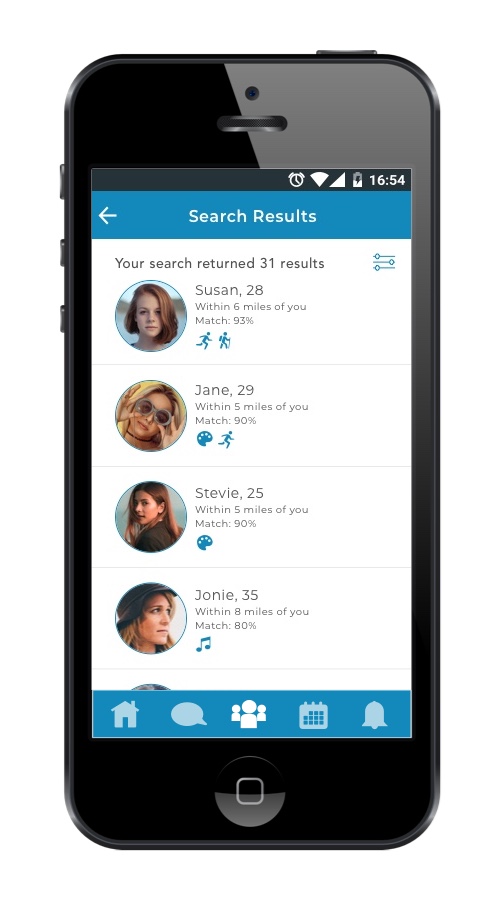 16:54
Search Results
Your search returned 31 results
Susan, 28
Within 6 miles of you
Match: 93%
Jane, 29
Within 5 miles of you
Match: 90%
Stevie, 25
Within 5 miles of you
Match: 90%
Jonie, 35
Within 8 miles of you
Match: 80%